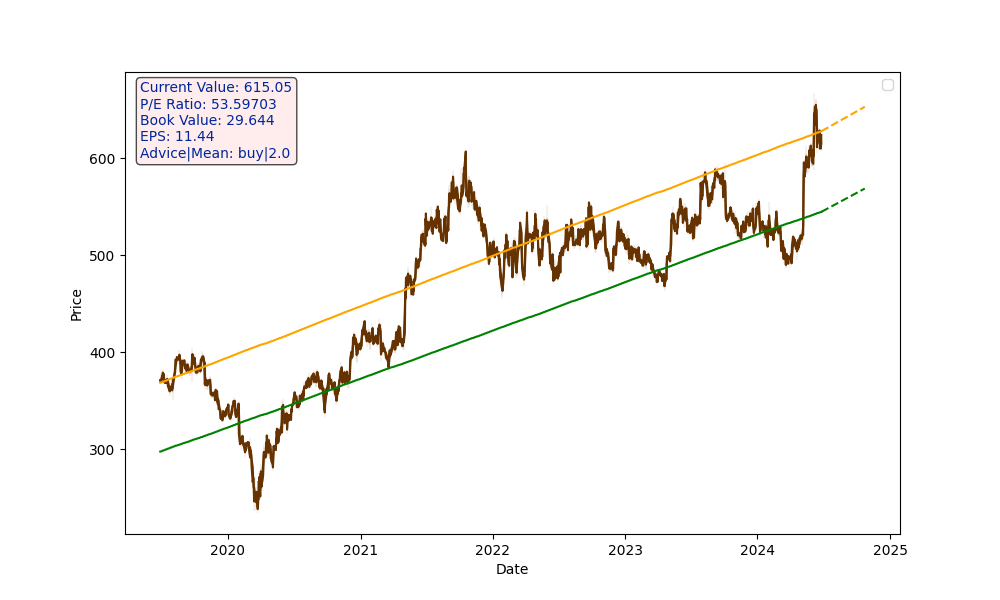 Current Value: 615.05
P/E Ratio: 53.59703
Book Value: 29.644
EPS: 11.44
Advice|Mean: buy|2.0
600
500
400
300
Price
2020 2021 2022 2023 2024 2025
Date